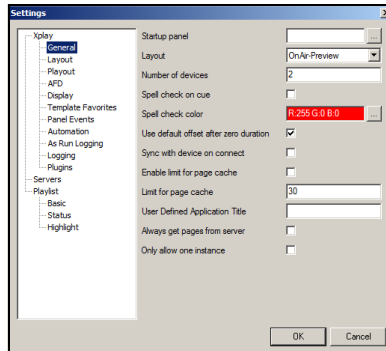 Settings
Xplay
General
Layout
Playout
AFD
Display
Template Favorites
Panel Events
Automation
As Run Logging
Logging
Plugins
Servers
Playlist
Basic
Status
Highlight
Startup panel
...
Layout
OnAir-Preview
Number of devices
2
Spell check on cue
Spell check color
R:255 G:0 B:0
...
Use default offset after zero duration
Sync with device on connect
Enable limit for page cache
Limit for page cache
30
User Defined Application Title
Always get pages from server
Only allow one instance
OK
Cancel